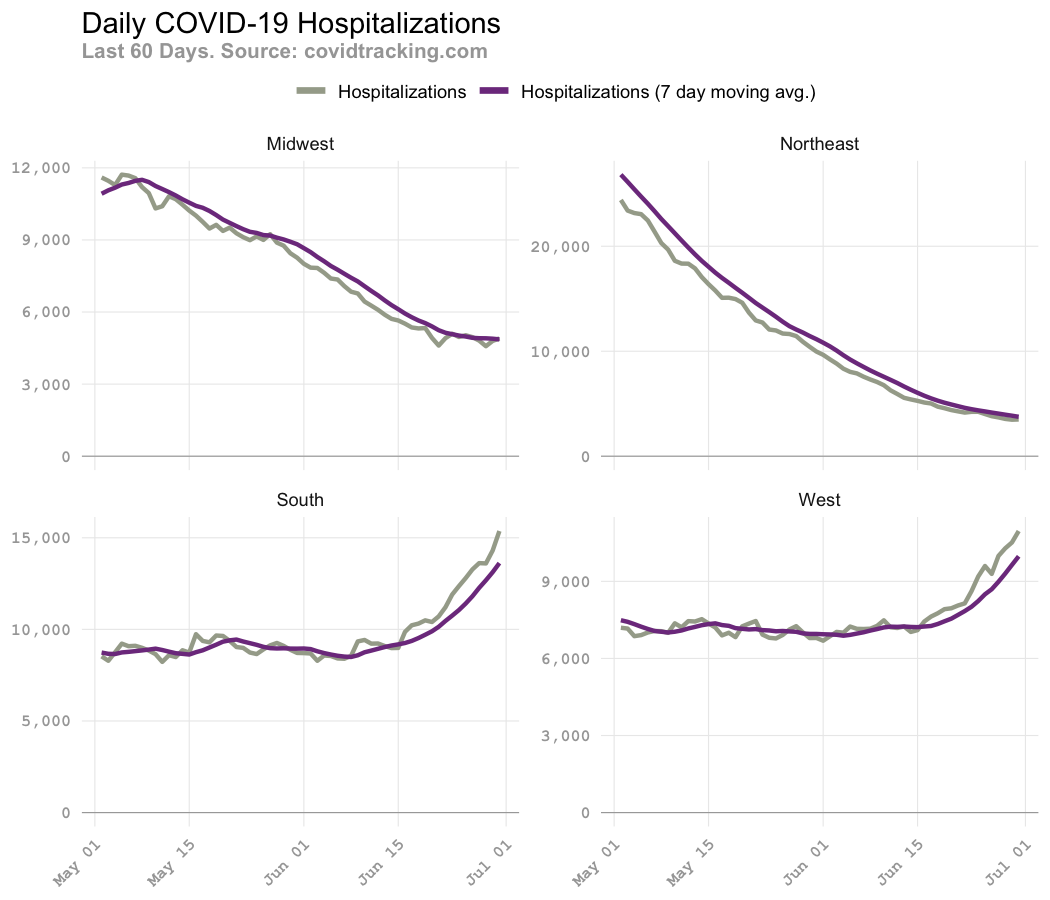 Daily COVID-19 Hospitalizations
Last 60 Days. Source: covidtracking.com
Hospitalizations Hospitalizations (7 day moving avg.)
Midwest
12,000
9,000
6,000
3,000
0
Northeast
20,000
10,000
0
South
15,000
10,000
5,000
0
West
9,000
6,000
3,000
0
May 01 May 15 Jun 01 Jun 15 Jul 01
May 01 May 15 Jun 01 Jun 15 Jul 01